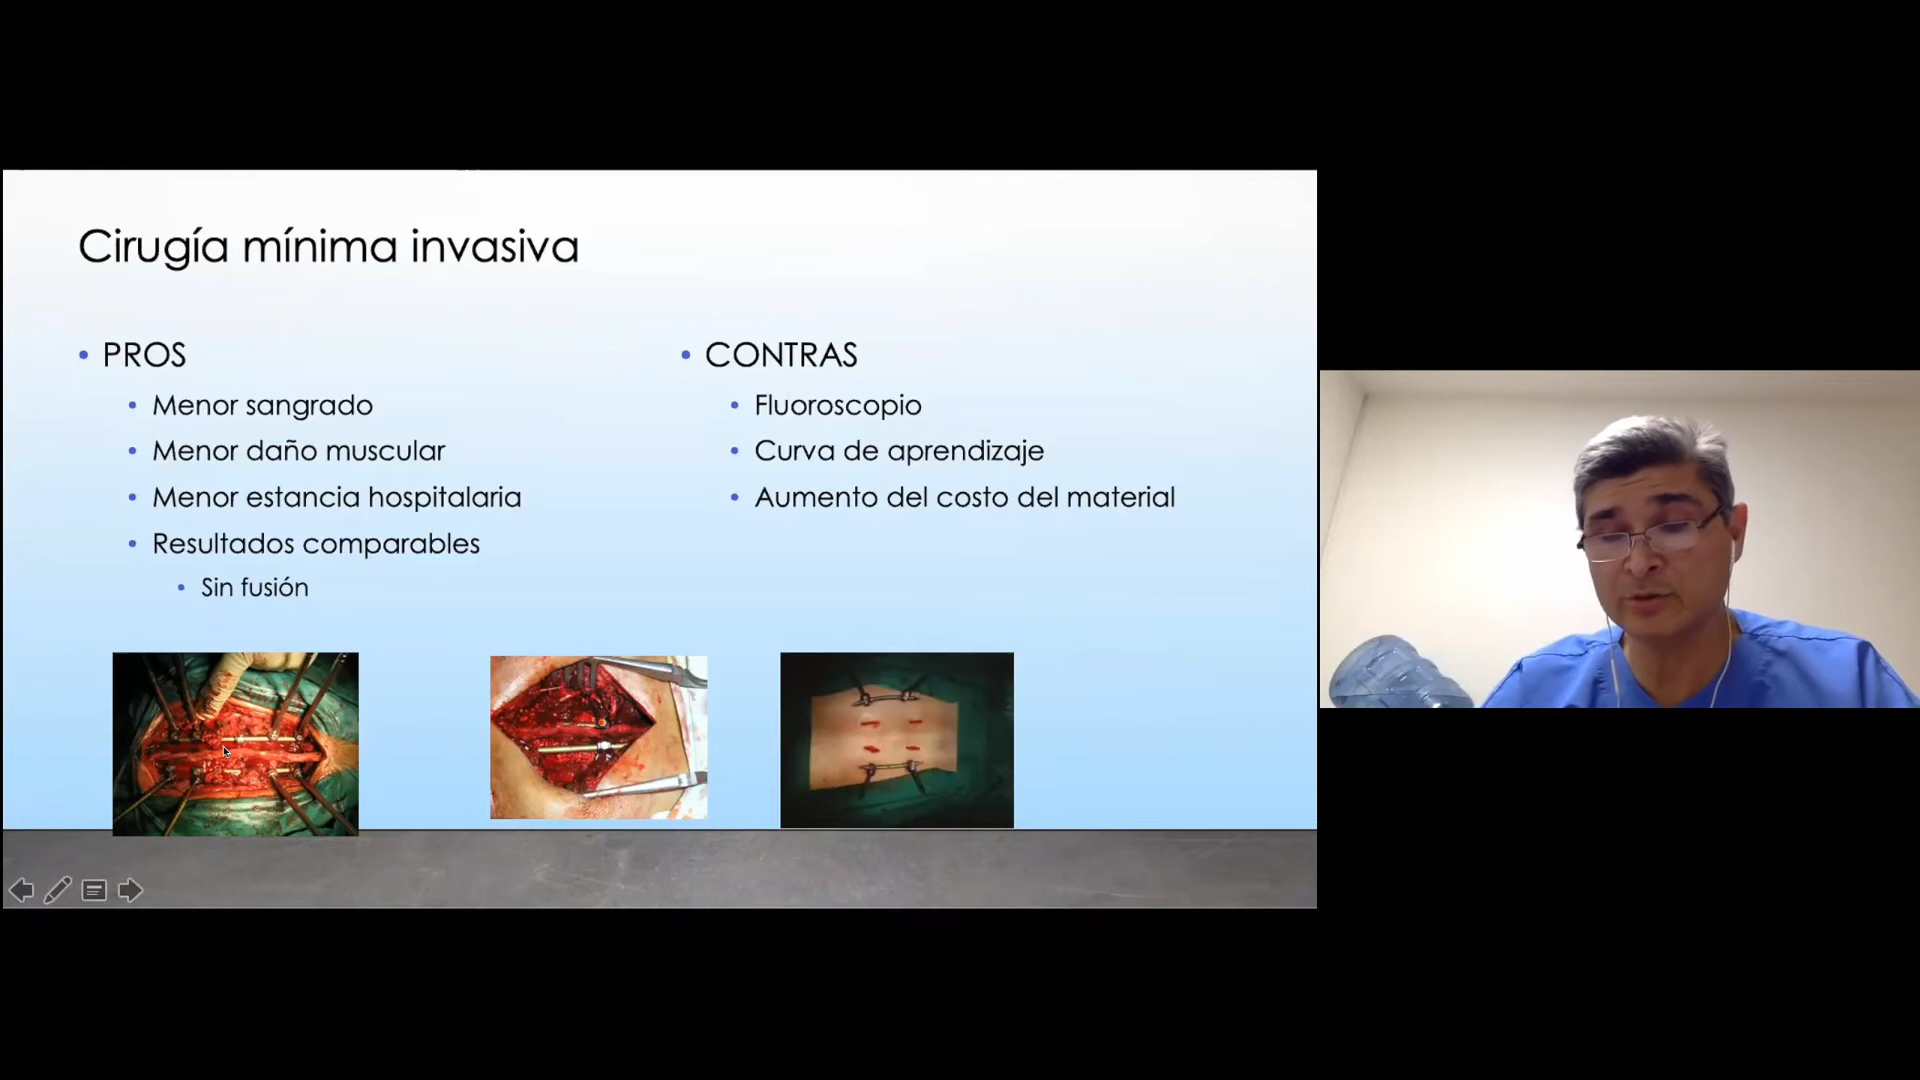 Cirugía mínima invasiva
PROS
Menor sangrado
Menor daño muscular
Menor estancia hospitalaria
Resultados comparables
Sin fusión
CONTRAS
Fluoroscopio
Curva de aprendizaje
Aumento del costo del material